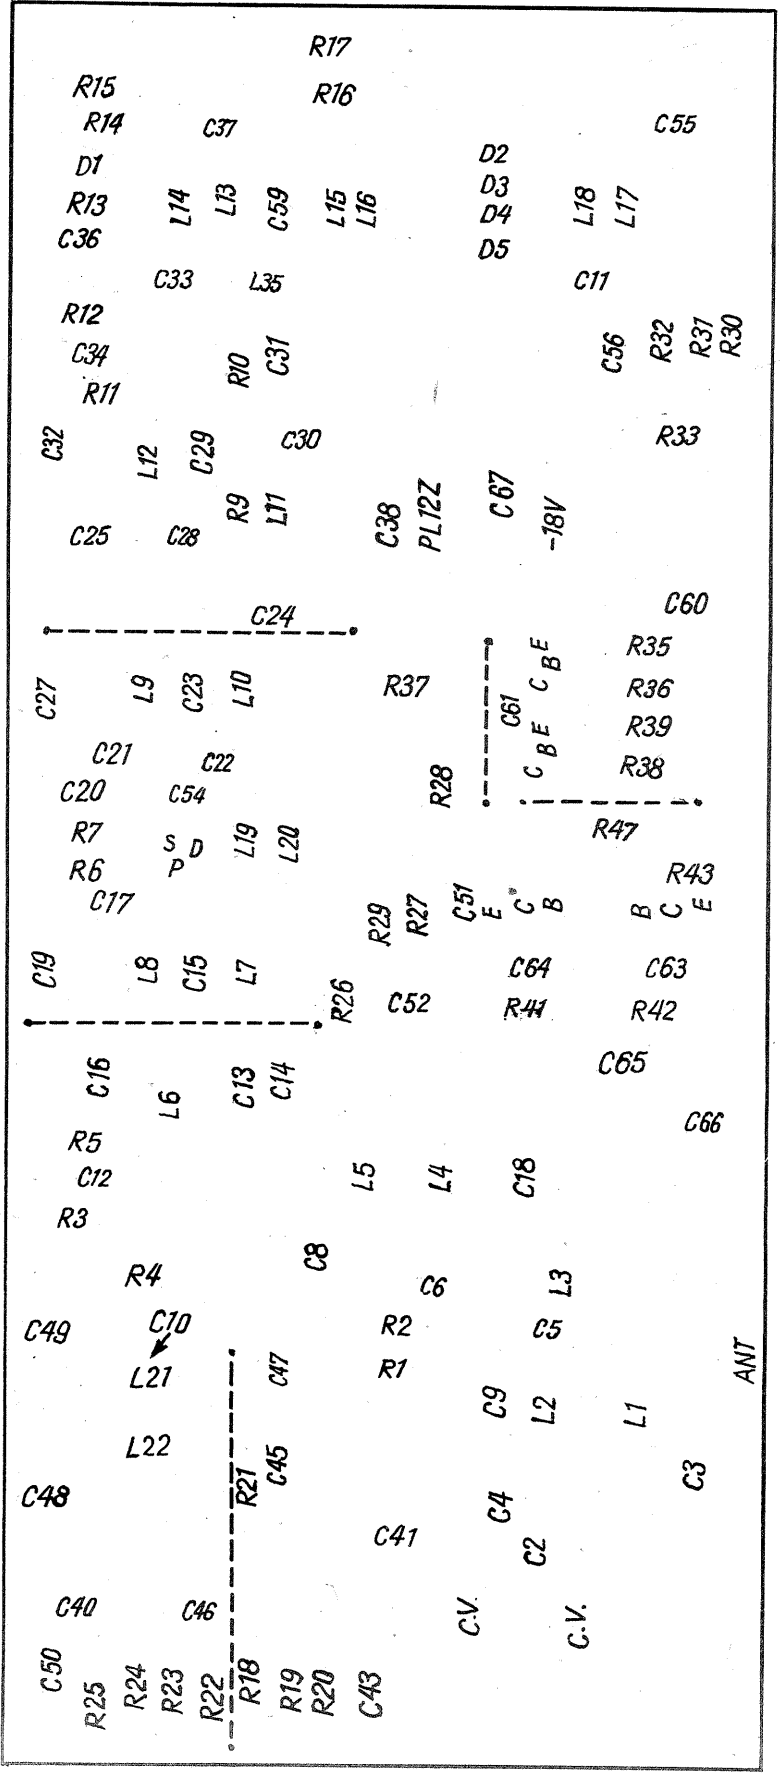 R17
R15
R16
R14
C37
C55
D1
D2
D3
R13
L14
L13
C59
L15
L16
D4
L18
L17
C36
D5
C33
L35
C11
R12
C34
R10
C31
C56
R32
R31
R30
R11
C32
L12
C29
C30
R33
R9
L11
C38
PL12Z
C67
-18V
C25
C28
C24
C60
R35
E
B
C
C27
L9
C23
L10
R37
R36
C61
R39
E
B
C
C21
C22
R38
C20
C54
R28
R7
S
D
P
L19
L20
R47
R6
R43
C17
R29
R27
C51
E
C
B
B
C
E
C19
L8
C15
L7
C64
C63
R26
C52
R41
R42
C16
L6
C13
C14
C65
C66
R5
C12
L5
L4
C18
R3
C8
R4
C6
L3
C49
C10
R2
C5
L21
C47
R1
ANT
C9
L2
L1
L22
R21
C45
C3
C48
C4
C41
C2
C40
C46
C.V.
C.V.
C50
R25
R24
R23
R22
R18
R19
R20
C43